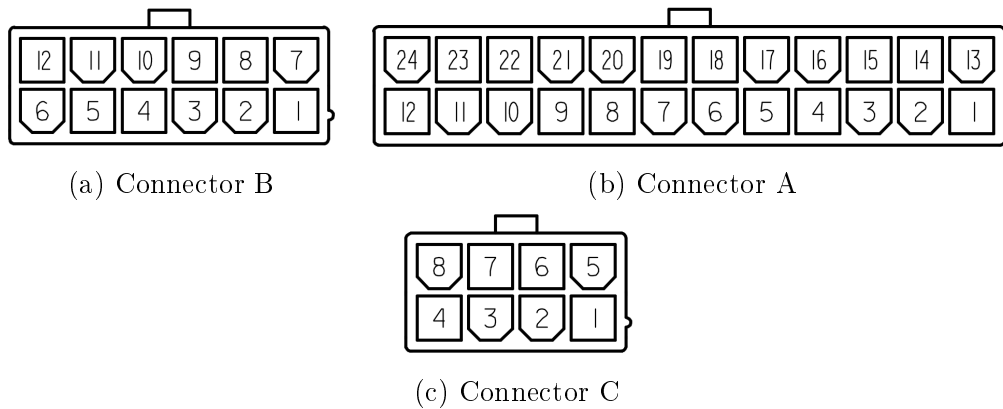 12 11 10 9 8 7
6 5 4 3 2 1
(a) Connector B
24 23 22 21 20 19 18 17 16 15 14 13
12 11 10 9 8 7 6 5 4 3 2 1
(b) Connector A
8 7 6 5
4 3 2 1
(c) Connector C